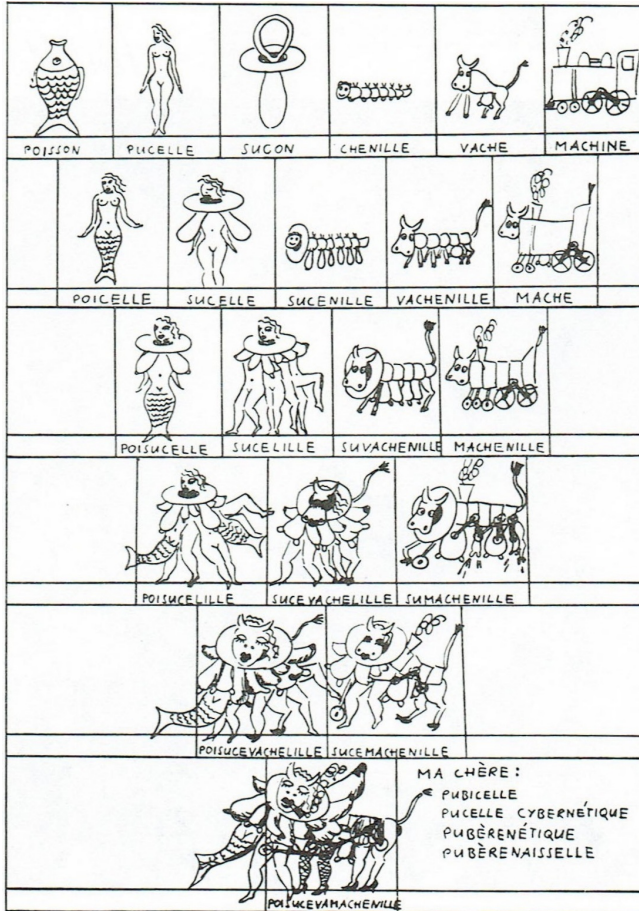 POISSON PUCELLE SUÇON CHENILLE VACHE MACHINE
POICELLE SUCELLE SUCENILLE VACHENILLE MACHE
POISUCELLE SUCELILLE SUVACHENILLE MACHENILLE
POISUCELILLE SUCEVACHELILLE SUMACHENILLE
POISUCEVACHELILLE SUCEMACHENILLE
MA CHÈRE:
PUBICELLE
PUCELLE CYBERNÉTIQUE
PUBÈRENÉTIQUE
PUBÈRENAISSELLE
POISUCEVAMACHENILLE